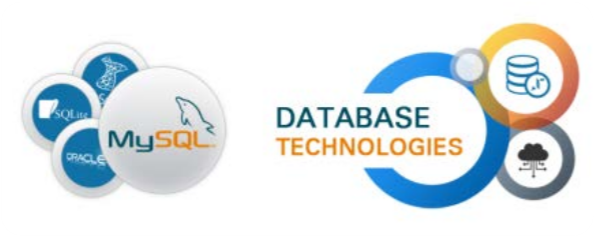 SQLite
ORACLE
MySQL
DATABASE
TECHNOLOGIES